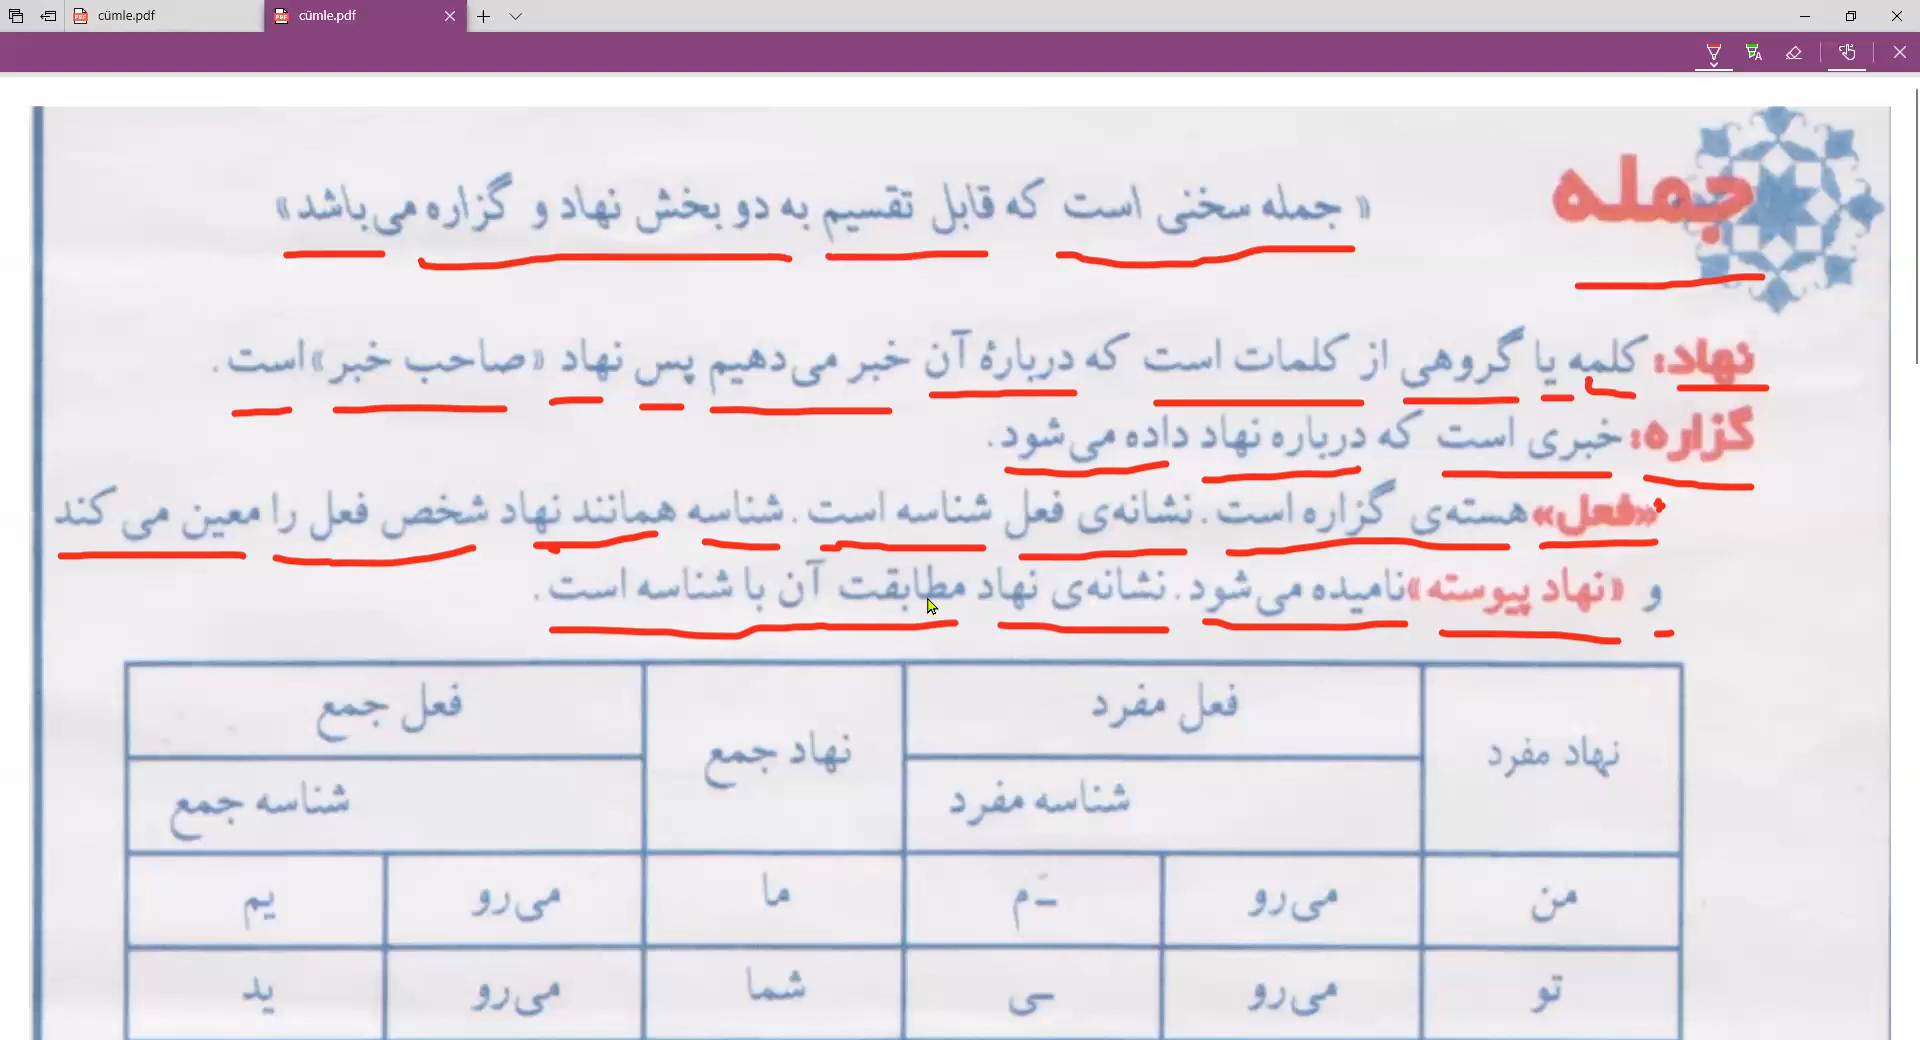 cümle.pdf
cümle.pdf
جمله
« جمله سخنی است که قابل تقسیم به دو بخش نهاد و گزاره می‌باشد»
نهاد: کلمه یا گروهی از کلمات است که دربارهٔ آن خبر می‌دهیم پس نهاد «صاحب خبر» است.
گزاره: خبری است که درباره نهاد داده می‌شود.
«فعل» هسته‌ی گزاره است. نشانه‌ی فعل شناسه است. شناسه همانند نهاد شخص فعل را معین می کند
و «نهاد پیوسته» نامیده می‌شود. نشانه‌ی نهاد مطابقت آن با شناسه است.
نهاد مفرد فعل مفرد نهاد جمع فعل جمع
شناسه مفرد شناسه جمع
من می‌رو ـَ م ما می‌رو یم
تو می‌رو ـی شما می‌رو ید